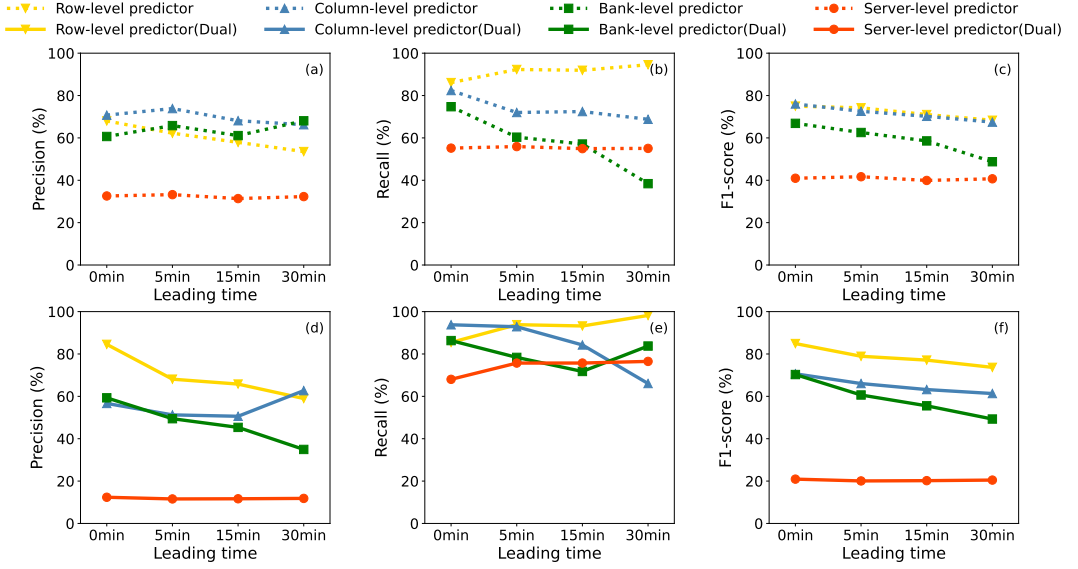 Row-level predictor Column-level predictor Bank-level predictor Server-level predictor
Row-level predictor(Dual) Column-level predictor(Dual) Bank-level predictor(Dual) Server-level predictor(Dual)
(a)
Precision (%)
100
80
60
40
20
0
0min 5min 15min 30min
Leading time
(b)
Recall (%)
100
80
60
40
20
0
0min 5min 15min 30min
Leading time
(c)
F1-score (%)
100
80
60
40
20
0
0min 5min 15min 30min
Leading time
(d)
Precision (%)
100
80
60
40
20
0
0min 5min 15min 30min
Leading time
(e)
Recall (%)
100
80
60
40
20
0
0min 5min 15min 30min
Leading time
(f)
F1-score (%)
100
80
60
40
20
0
0min 5min 15min 30min
Leading time